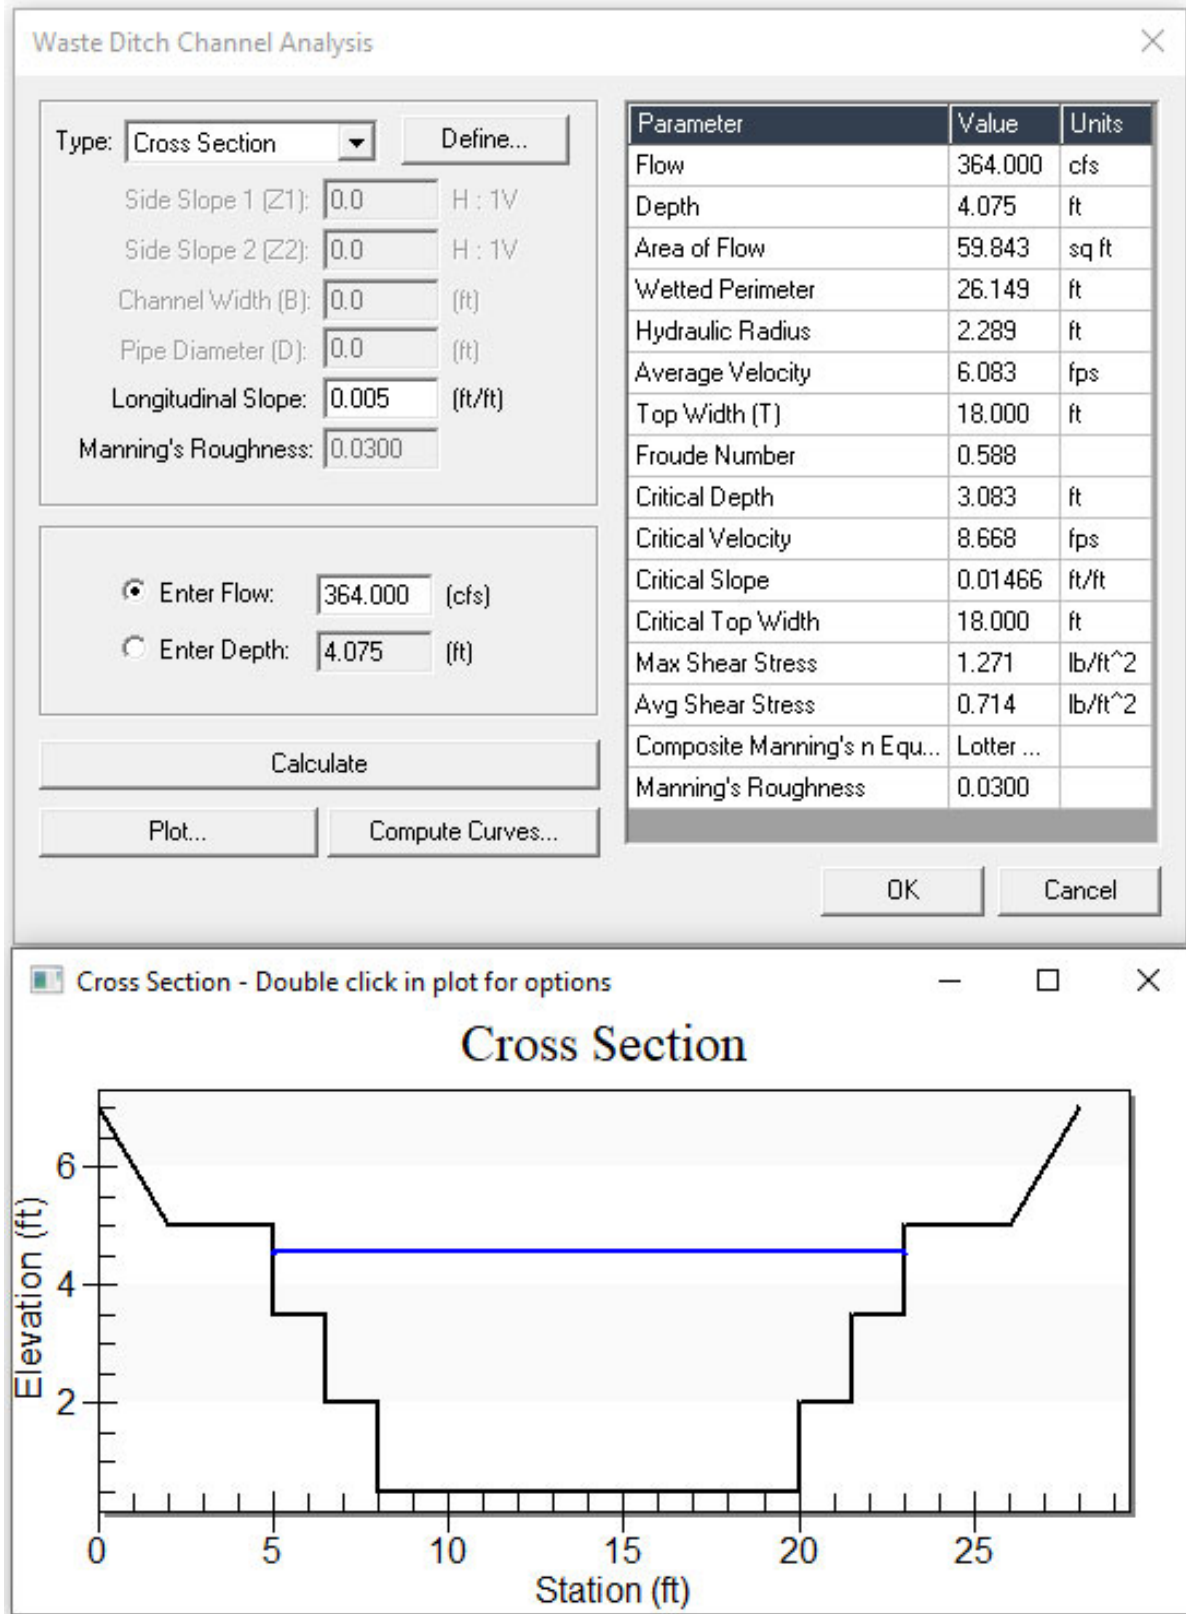 Waste Ditch Channel Analysis
Type: Cross Section Define...
Side Slope 1 (Z1): 0.0 H : 1V
Side Slope 2 (Z2): 0.0 H : 1V
Channel Width (B): 0.0 (ft)
Pipe Diameter (D): 0.0 (ft)
Longitudinal Slope: 0.005 (ft/ft)
Manning's Roughness: 0.0300
Enter Flow: 364.000 (cfs)
Enter Depth: 4.075 (ft)
Calculate
Plot... Compute Curves...
Parameter Value Units
Flow 364.000 cfs
Depth 4.075 ft
Area of Flow 59.843 sq ft
Wetted Perimeter 26.149 ft
Hydraulic Radius 2.289 ft
Average Velocity 6.083 fps
Top Width (T) 18.000 ft
Froude Number 0.588
Critical Depth 3.083 ft
Critical Velocity 8.668 fps
Critical Slope 0.01466 ft/ft
Critical Top Width 18.000 ft
Max Shear Stress 1.271 lb/ft^2
Avg Shear Stress 0.714 lb/ft^2
Composite Manning's n Equ... Lotter ...
Manning's Roughness 0.0300
OK Cancel
Cross Section - Double click in plot for options
Cross Section
Elevation (ft)
6
4
2
0 5 10 15 20 25
Station (ft)